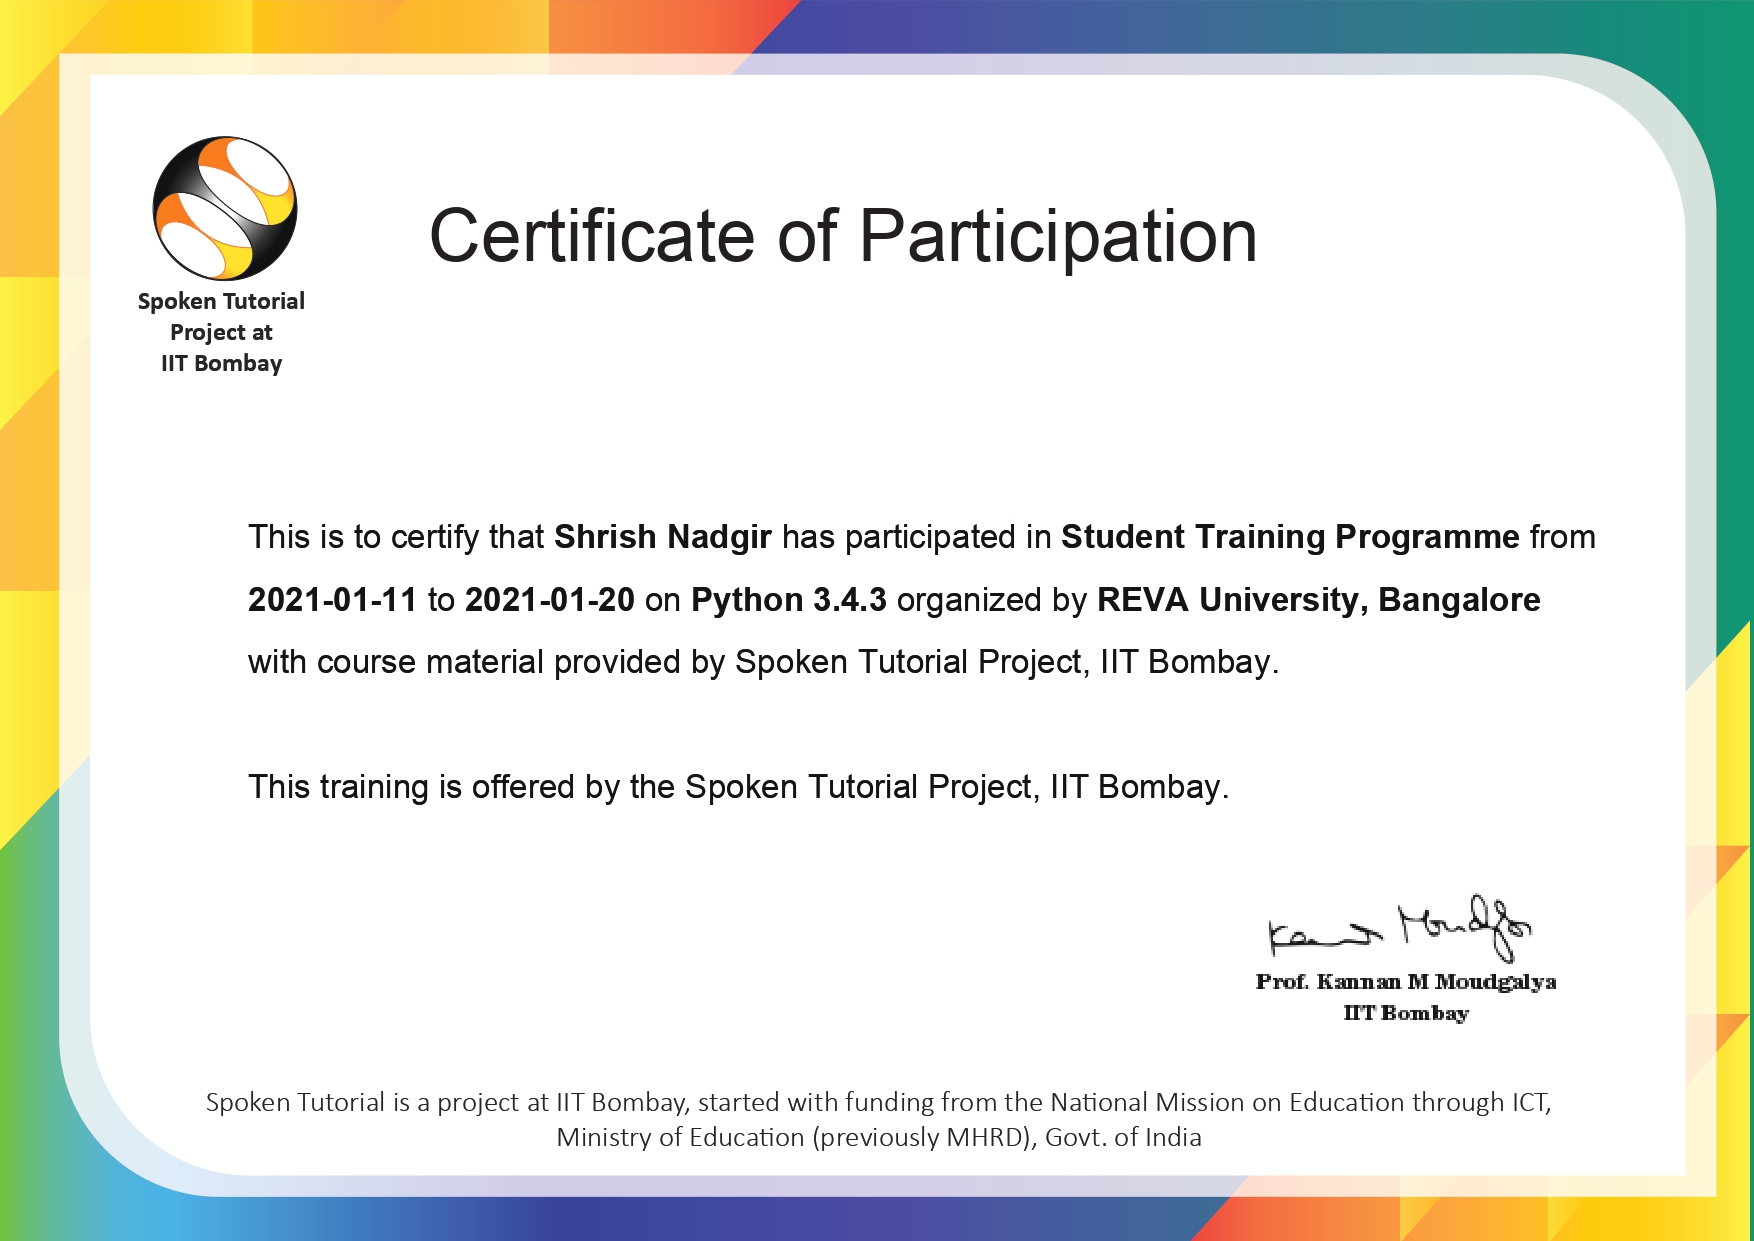 Certificate of Participation
Spoken Tutorial
Project at
IIT Bombay
This is to certify that Shrish Nadgir has participated in Student Training Programme from
2021-01-11 to 2021-01-20 on Python 3.4.3 organized by REVA University, Bangalore
with course material provided by Spoken Tutorial Project, IIT Bombay.
This training is offered by the Spoken Tutorial Project, IIT Bombay.
Prof. Kannan M Moudgalya
IIT Bombay
Spoken Tutorial is a project at IIT Bombay, started with funding from the National Mission on Education through ICT,
Ministry of Education (previously MHRD), Govt. of India